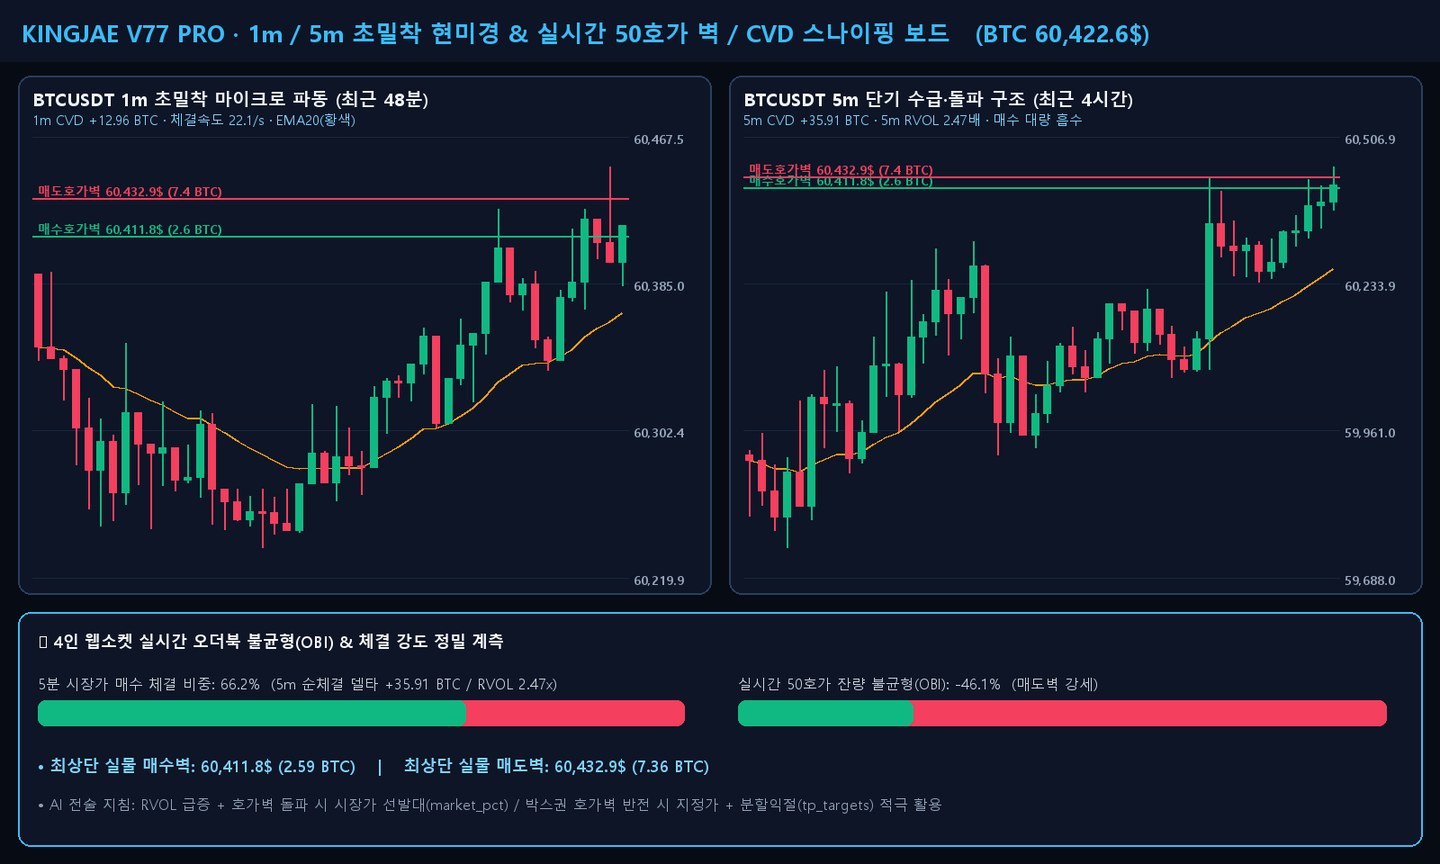 KINGJAE V77 PRO · 1m / 5m 초밀착 현미경 & 실시간 50호가 벽 / CVD 스나이핑 보드 (BTC 60,422.6$)
BTCUSDT 1m 초밀착 마이크로 파동 (최근 48분)
1m CVD +12.96 BTC · 체결속도 22.1/s · EMA20(황색)
60,467.5
매도호가벽 60,432.9$ (7.4 BTC)
매수호가벽 60,411.8$ (2.6 BTC)
60,385.0
60,302.4
60,219.9
BTCUSDT 5m 단기 수급·돌파 구조 (최근 4시간)
5m CVD +35.91 BTC · 5m RVOL 2.47배 · 매수 대량 흡수
60,506.9
매도호가벽 60,432.9$ (7.4 BTC)
매수호가벽 60,411.8$ (2.6 BTC)
60,233.9
59,961.0
59,688.0
4인 웹소켓 실시간 오더북 불균형(OBI) & 체결 강도 정밀 계측
5분 시장가 매수 체결 비중: 66.2% (5m 순체결 델타 +35.91 BTC / RVOL 2.47x)
실시간 50호가 잔량 불균형(OBI): -46.1% (매도벽 강세)
• 최상단 실물 매수벽: 60,411.8$ (2.59 BTC) | 최상단 실물 매도벽: 60,432.9$ (7.36 BTC)
• AI 전술 지침: RVOL 급증 + 호가벽 돌파 시 시장가 선발대(market_pct) / 박스권 호가벽 반전 시 지정가 + 분할익절(tp_targets) 적극 활용